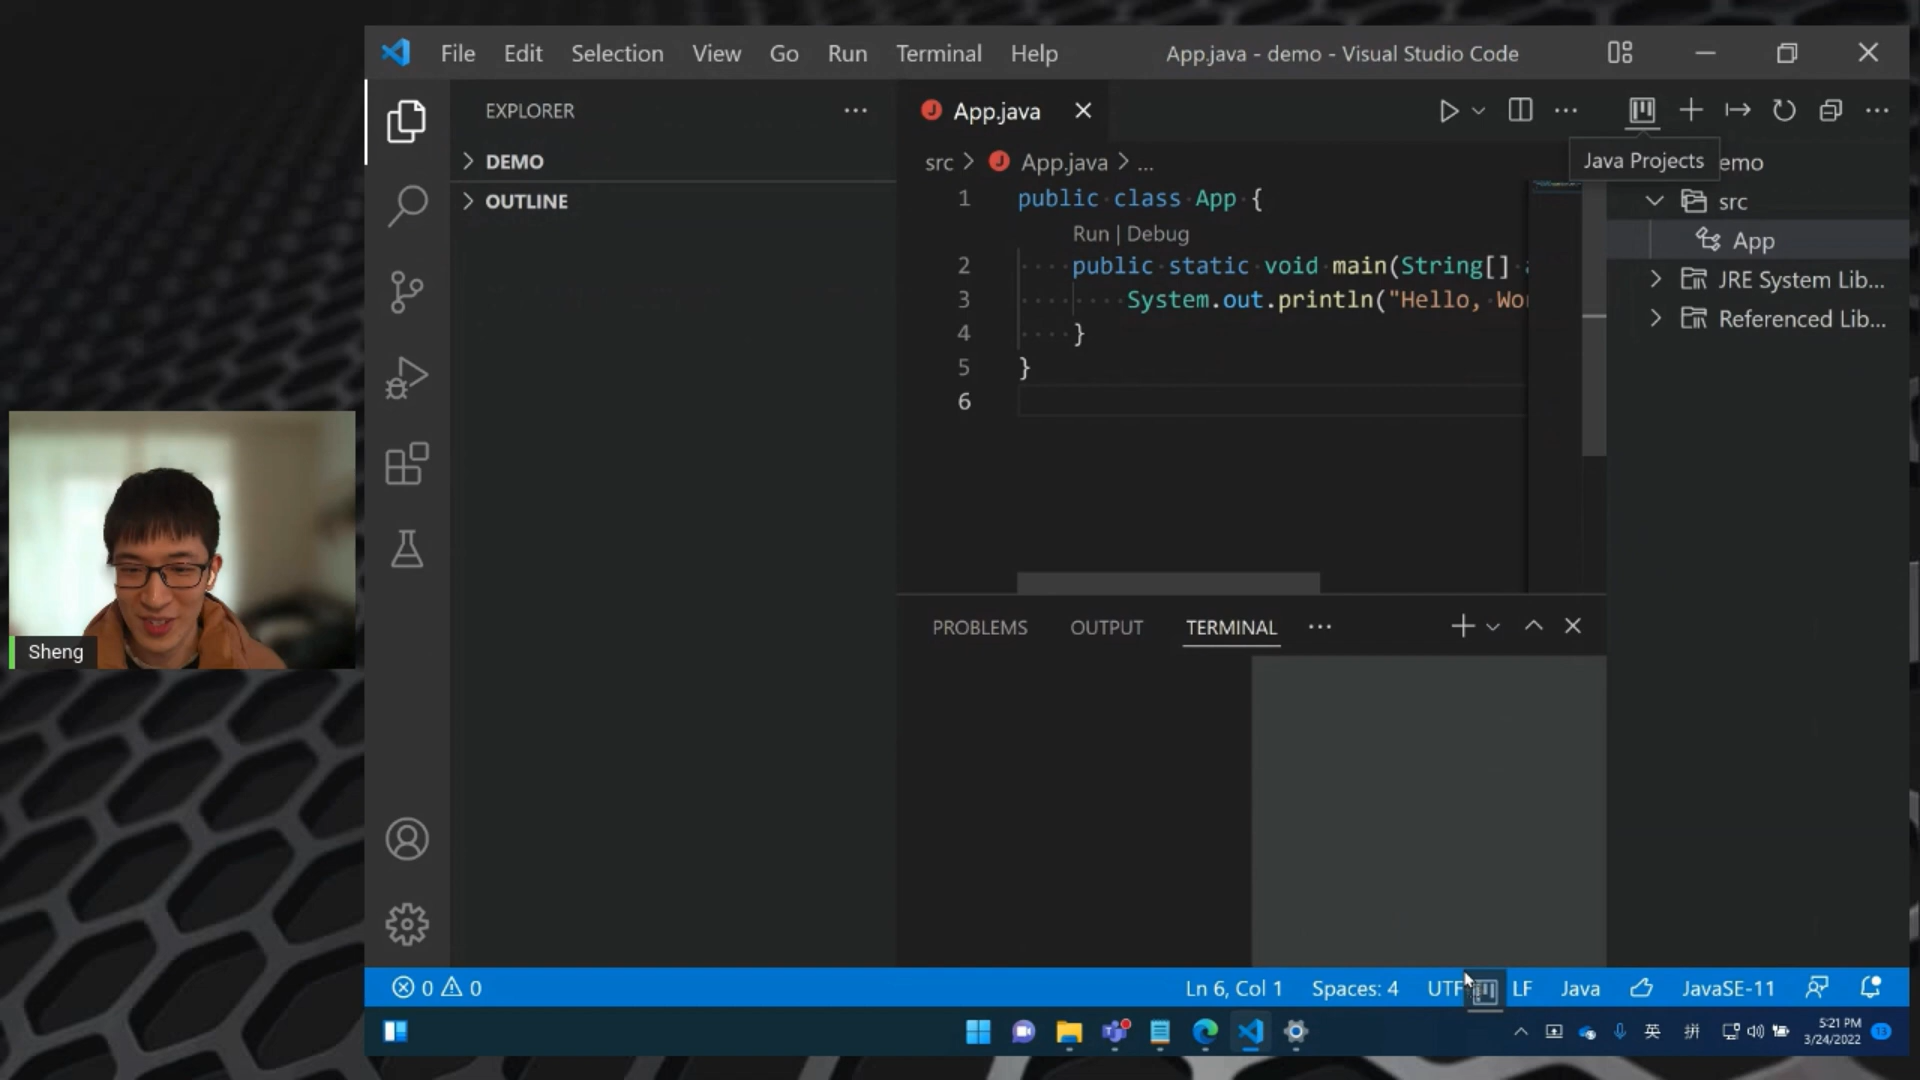 File Edit Selection View Go Run Terminal Help App.java - demo - Visual Studio Code
EXPLORER
DEMO
OUTLINE
App.java
src > App.java > ...
1 public class App {
Run | Debug
2 public static void main(String[]
3 System.out.println("Hello,
4 }
5 }
6
Java Projects
src
App
JRE System Lib...
Referenced Lib...
PROBLEMS OUTPUT TERMINAL
Sheng
0 0 Ln 6, Col 1 Spaces: 4 LF Java JavaSE-11
英 拼 5:21 PM
3/24/2022 13